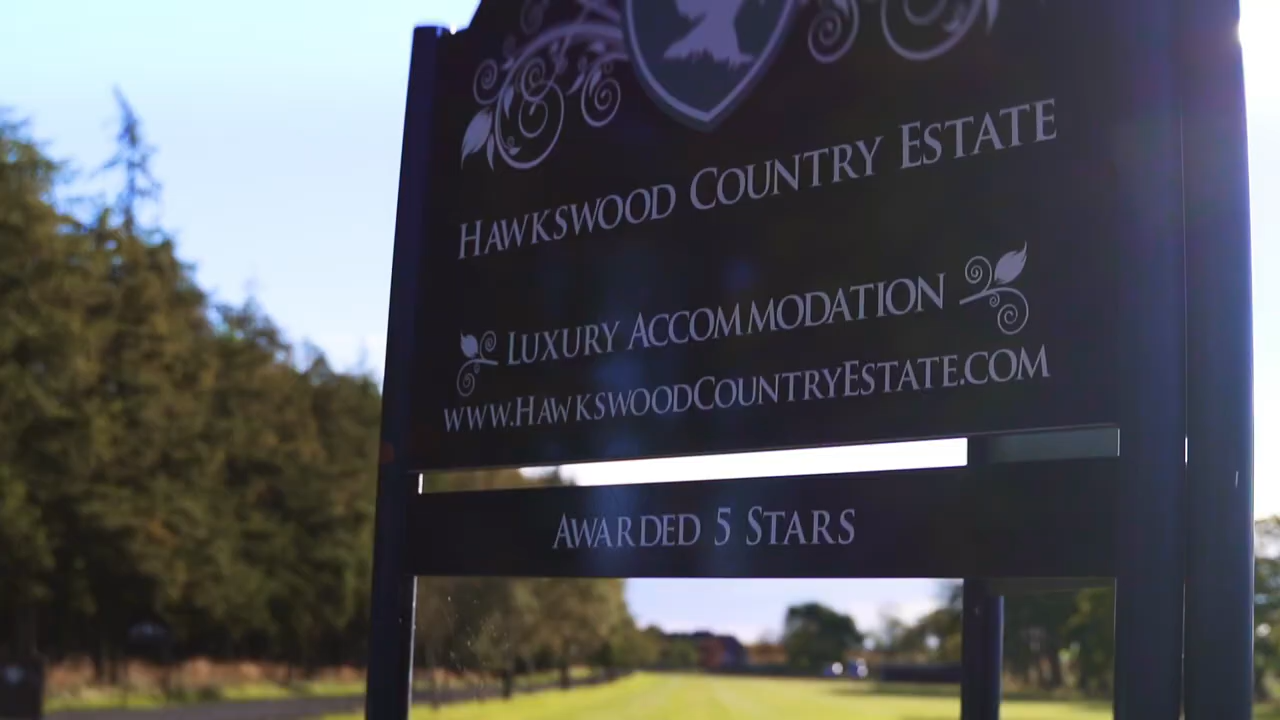 Hawkswood Country Estate
Luxury Accommodation
www.HawkswoodCountryEstate.com
Awarded 5 Stars